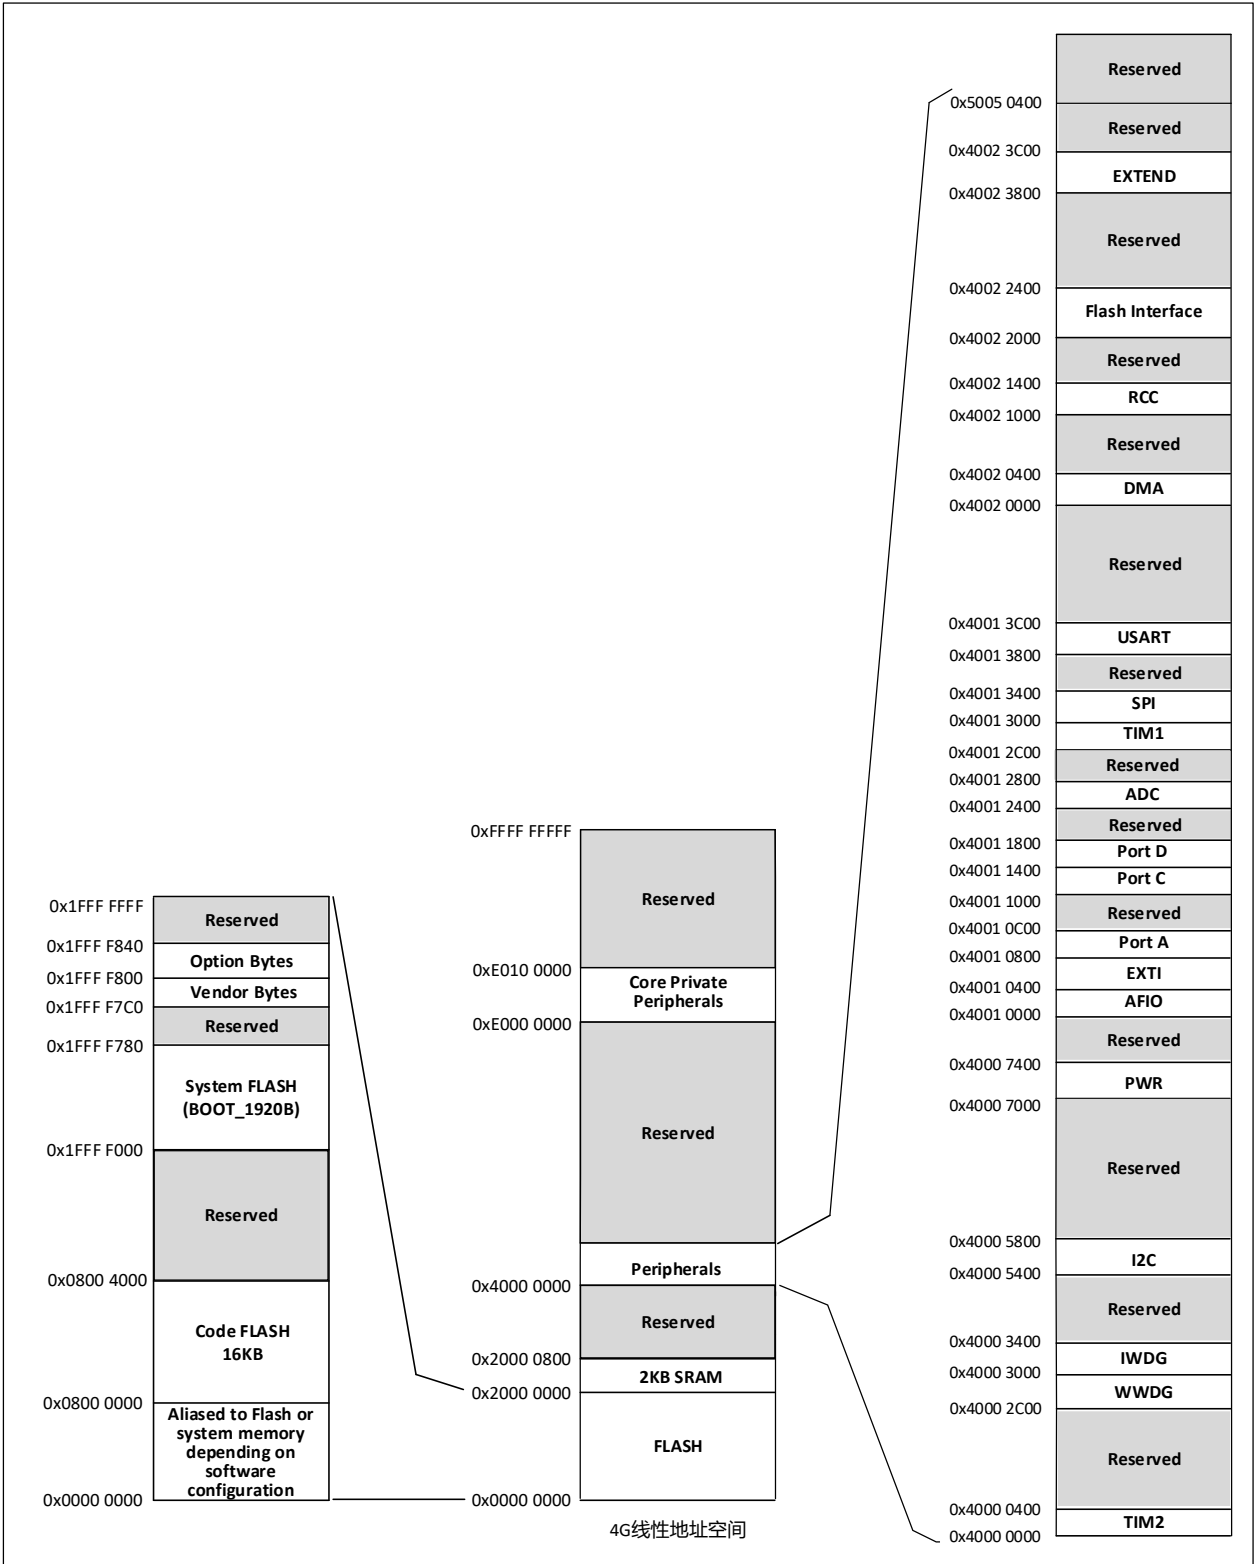 Reserved
0x5005 0400
Reserved
0x4002 3C00
EXTEND
0x4002 3800
Reserved
0x4002 2400
Flash Interface
0x4002 2000
Reserved
0x4002 1400
RCC
0x4002 1000
Reserved
0x4002 0400
DMA
0x4002 0000
Reserved
0x4001 3C00
USART
0x4001 3800
Reserved
0x4001 3400
SPI
0x4001 3000
TIM1
0x4001 2C00
Reserved
0x4001 2800
ADC
0x4001 2400
Reserved
0x4001 1800
Port D
0x4001 1400
Port C
0x4001 1000
Reserved
0x4001 0C00
Port A
0x4001 0800
EXTI
0x4001 0400
AFIO
0x4001 0000
Reserved
0x4000 7400
PWR
0x4000 7000
Reserved
0x4000 5800
I2C
0x4000 5400
Reserved
0x4000 3400
IWDG
0x4000 3000
WWDG
0x4000 2C00
Reserved
0x4000 0400
TIM2
0x4000 0000
0xFFFF FFFFF
Reserved
0xE010 0000
Core Private
Peripherals
0xE000 0000
Reserved
Peripherals
0x4000 0000
Reserved
0x2000 0800
2KB SRAM
0x2000 0000
FLASH
0x0000 0000
4G线性地址空间
0x1FFF FFFF
Reserved
0x1FFF F840
Option Bytes
0x1FFF F800
Vendor Bytes
0x1FFF F7C0
Reserved
0x1FFF F780
System FLASH
(BOOT_1920B)
0x1FFF F000
Reserved
0x0800 4000
Code FLASH
16KB
0x0800 0000
Aliased to Flash or
system memory
depending on
software
configuration
0x0000 0000